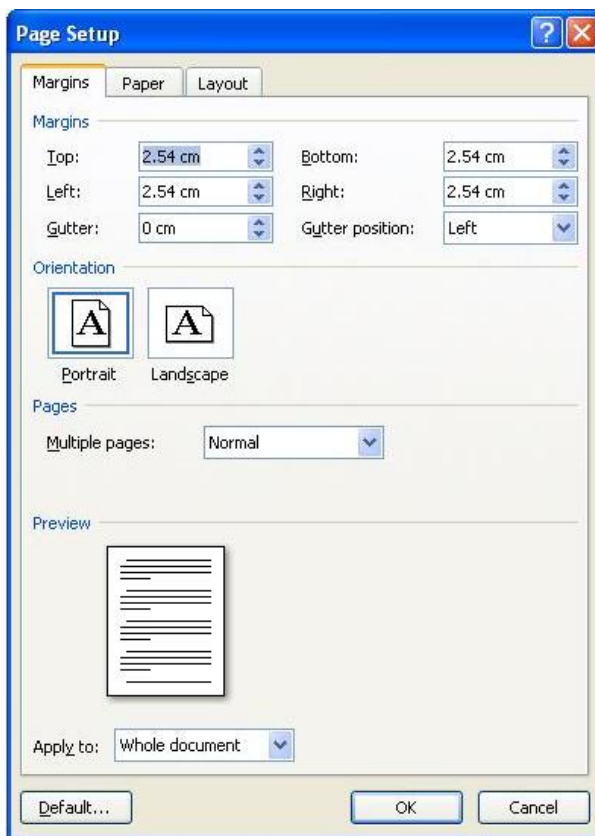 Page Setup
Margins Paper Layout
Margins
Top: 2.54 cm Bottom: 2.54 cm
Left: 2.54 cm Right: 2.54 cm
Gutter: 0 cm Gutter position: Left
Orientation
A A
Portrait Landscape
Pages
Multiple pages: Normal
Preview
Apply to: Whole document
Default... OK Cancel